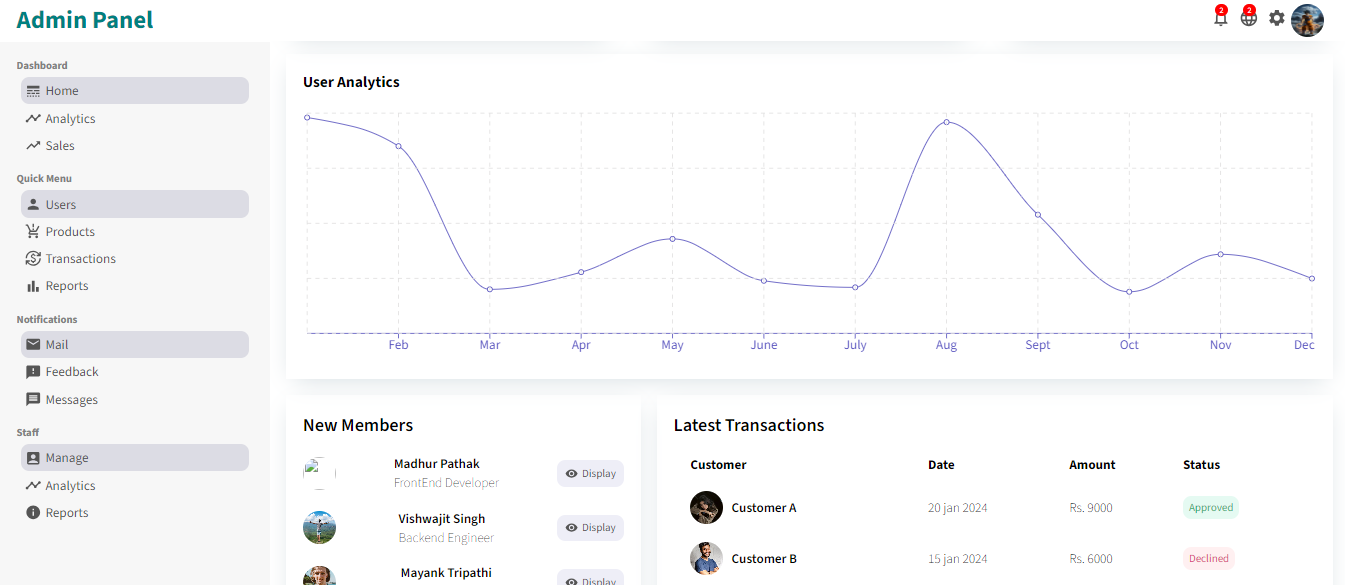 Admin Panel
2
2
Dashboard
Home
Analytics
Sales
Quick Menu
Users
Products
Transactions
Reports
Notifications
Mail
Feedback
Messages
Staff
Manage
Analytics
Reports
User Analytics
Feb Mar Apr May June July Aug Sept Oct Nov Dec
New Members
Madhur Pathak
FrontEnd Developer
Display
Vishwajit Singh
Backend Engineer
Display
Mayank Tripathi
Display
Latest Transactions
Customer Date Amount Status
Customer A 20 jan 2024 Rs. 9000 Approved
Customer B 15 jan 2024 Rs. 6000 Declined